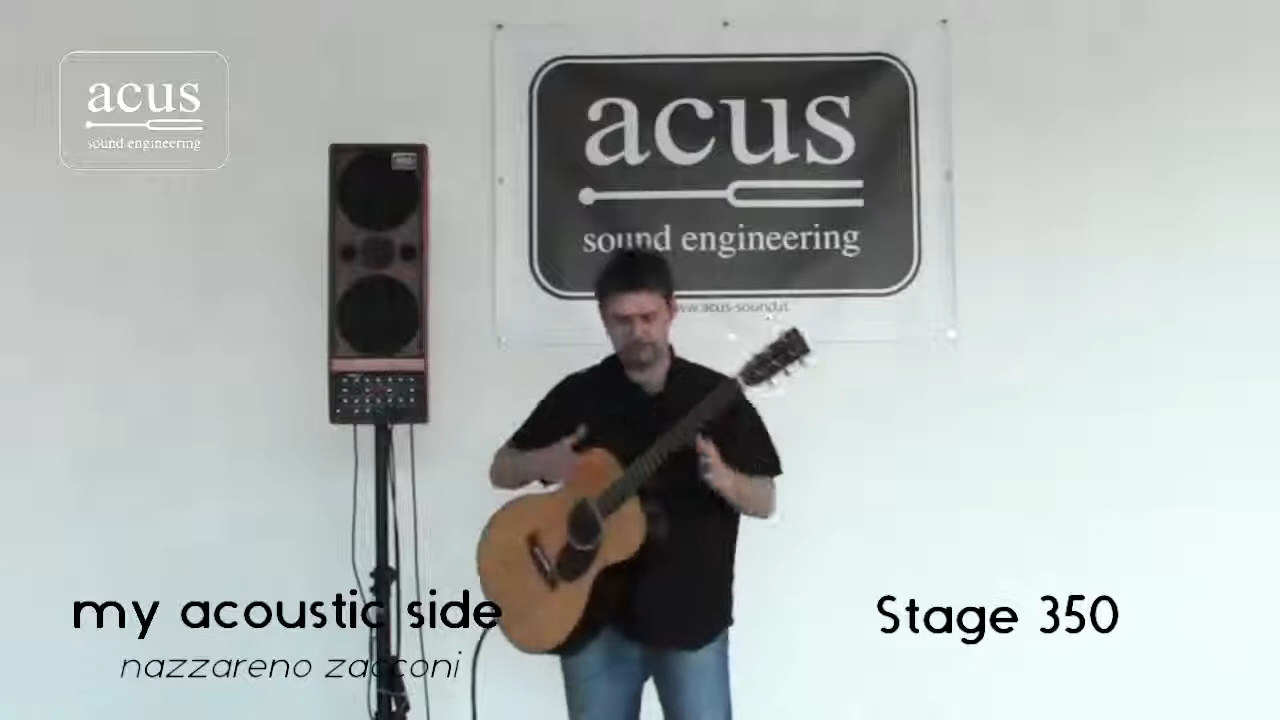 acus
sound engineering
acus
sound engineering
www.acus-sound.it
my acoustic side
nazzareno zacconi
Stage 350